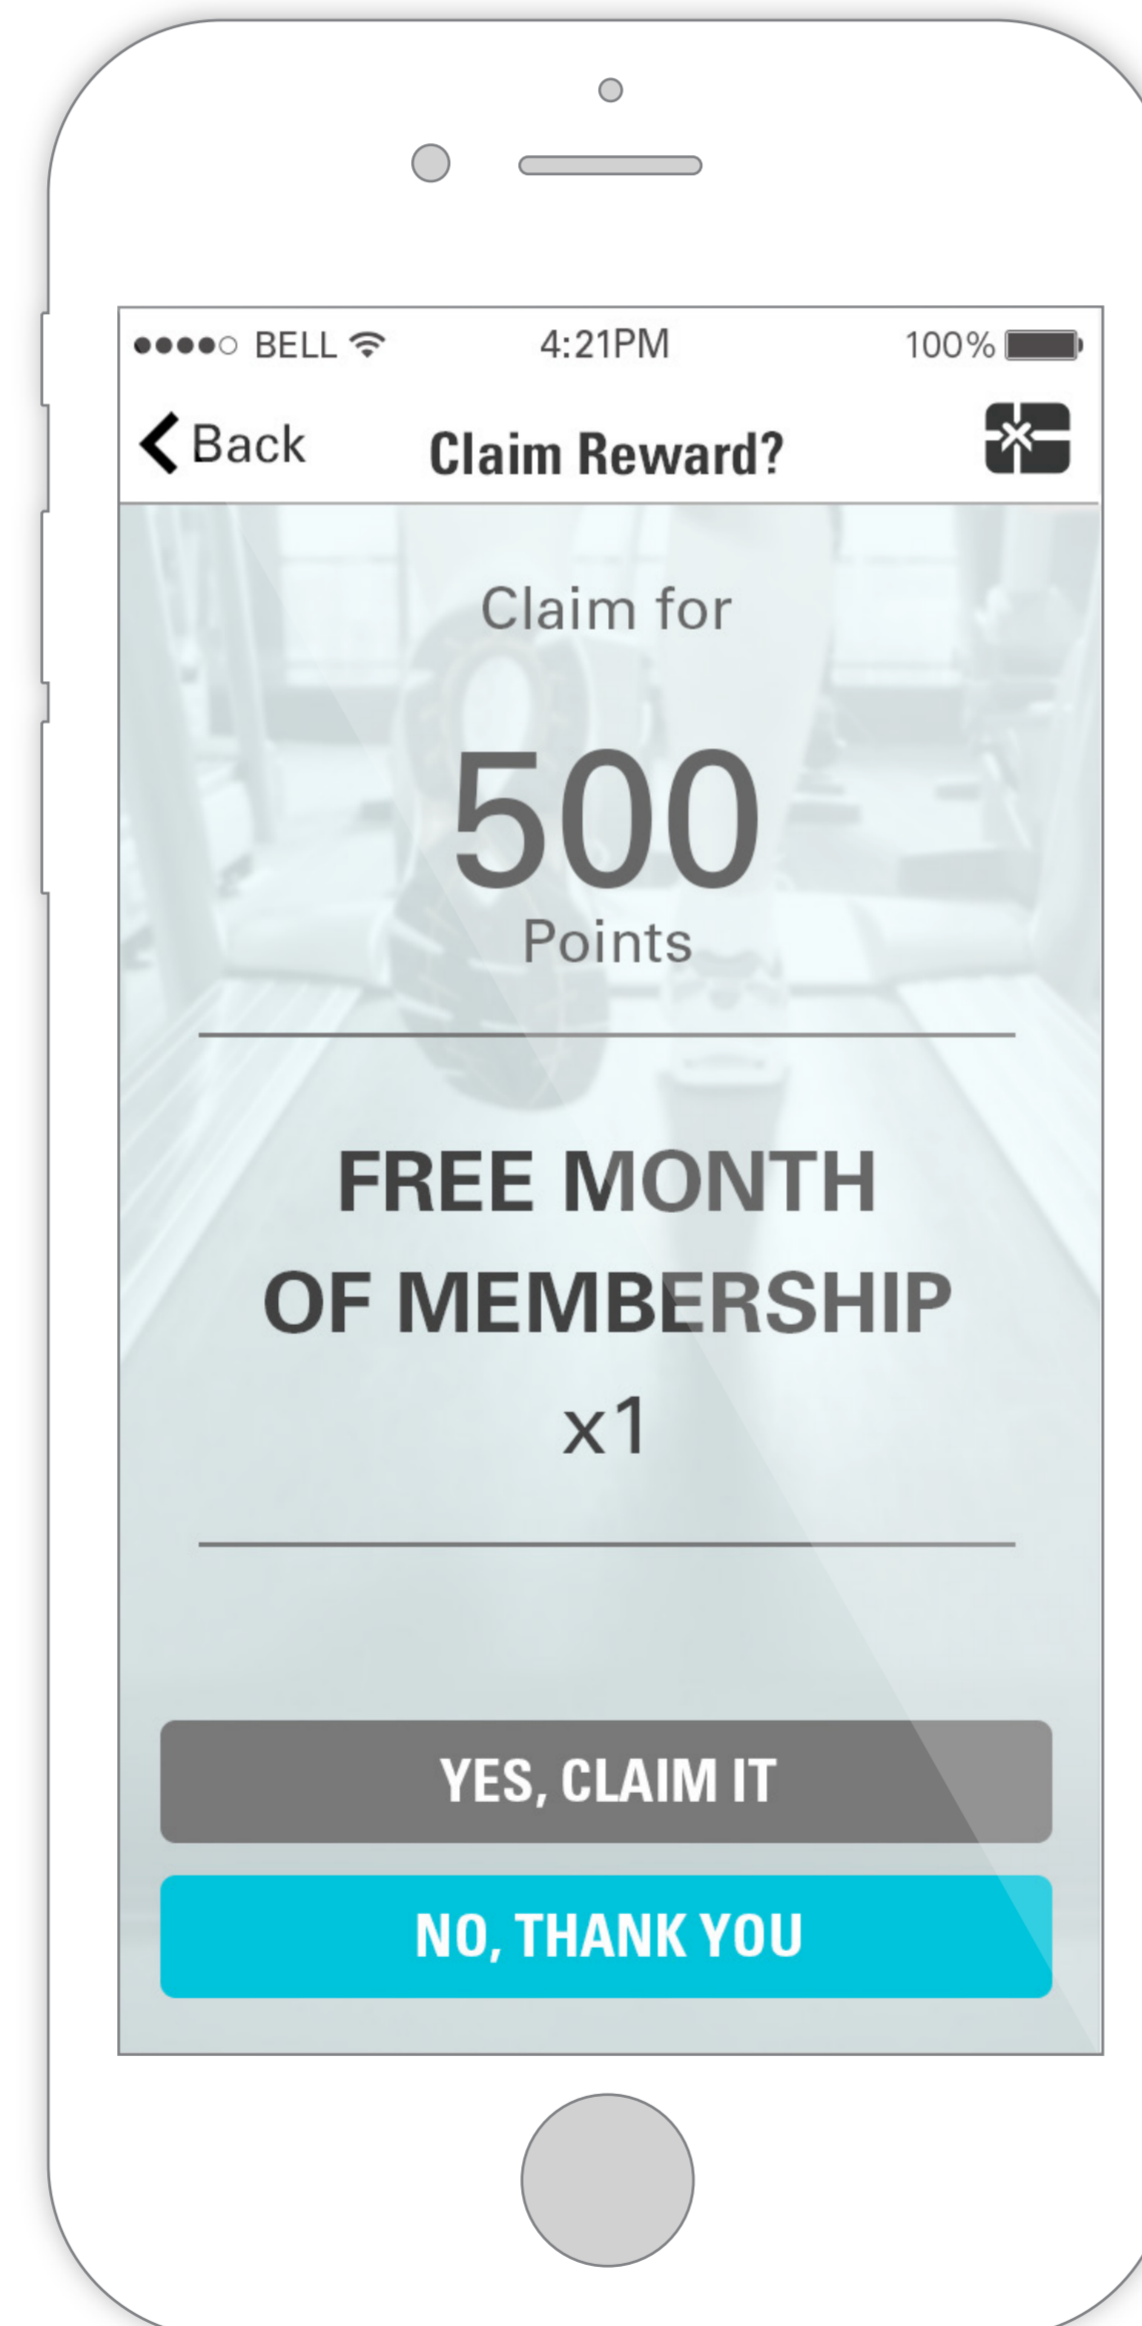 BELL 4:21PM 100%
Back Claim Reward?
Claim for
500
Points
FREE MONTH
OF MEMBERSHIP
x1
YES, CLAIM IT
NO, THANK YOU